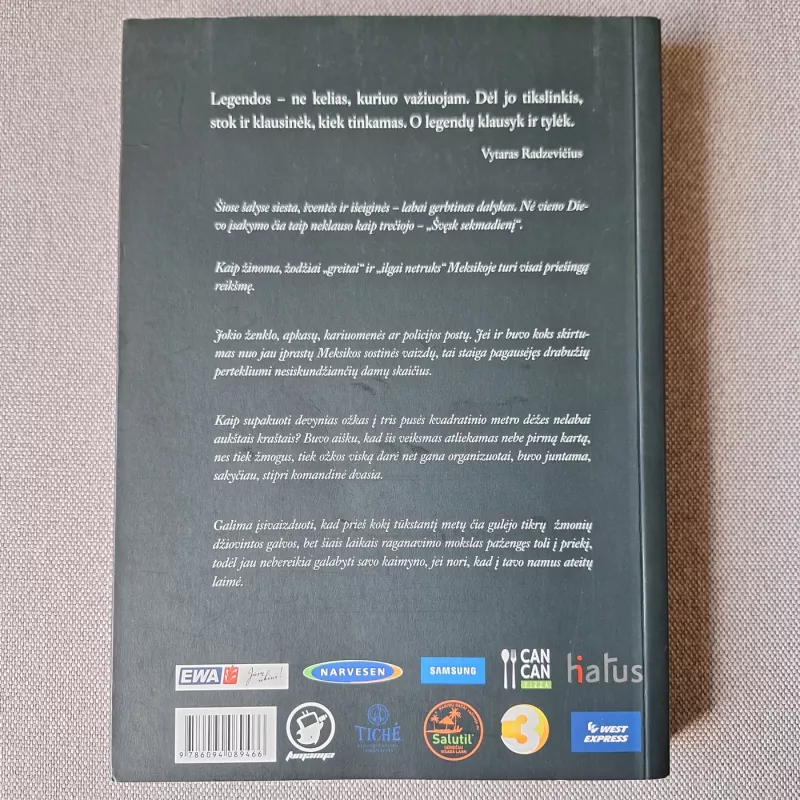 Legendos – ne kelias, kuriuo važiuojam. Dėl jo tikslinkis,
stok ir klausinėk, kiek tinkamas. O legendų klausyk ir tylėk.
Vytaras Radzevičius
Šiose šalyse siesta, šventės ir išeiginės – labai gerbtinas dalykas. Nė vieno Die-
vo įsakymo čia taip neklauso kaip trečiojo – „Švęsk sekmadienį“.
Kaip žinoma, žodžiai „greitai“ ir „ilgai netruks“ Meksikoje turi visai priešingą
reikšmę.
Jokio ženklo, apkasų, kariuomenės ar policijos postų. Jei ir buvo koks skirtu-
mas nuo jau įprastų Meksikos sostinės vaizdų, tai staiga pagausėjęs drabužių
pertekliumi nesiskundžiančių damų skaičius.
Kaip supakuoti devynias ožkas į tris pusės kvadratinio metro dėžes nelabai
aukštais kraštais? Buvo aišku, kad šis veiksmas atliekamas nebe pirmą kartą,
nes tiek žmogus, tiek ožkos viską darė net gana organizuotai, buvo juntama,
sakyčiau, stipri komandinė dvasia.
Galima įsivaizduoti, kad prieš kokį tūkstantį metų čia gulėjo tikrų žmonių
džiovintos galvos, bet šiais laikais raganavimo mokslas pažengęs toli į priekį,
todėl jau nebereikia galabyti savo kaimyno, jei nori, kad į tavo namus ateitų
laimė.
EWA Jars
NARVESEN
SAMSUNG
CAN CAN PIZZA
hiatus
9 786094 089466
fumanya
TICHÉ
Salutil
3
WEST EXPRESS